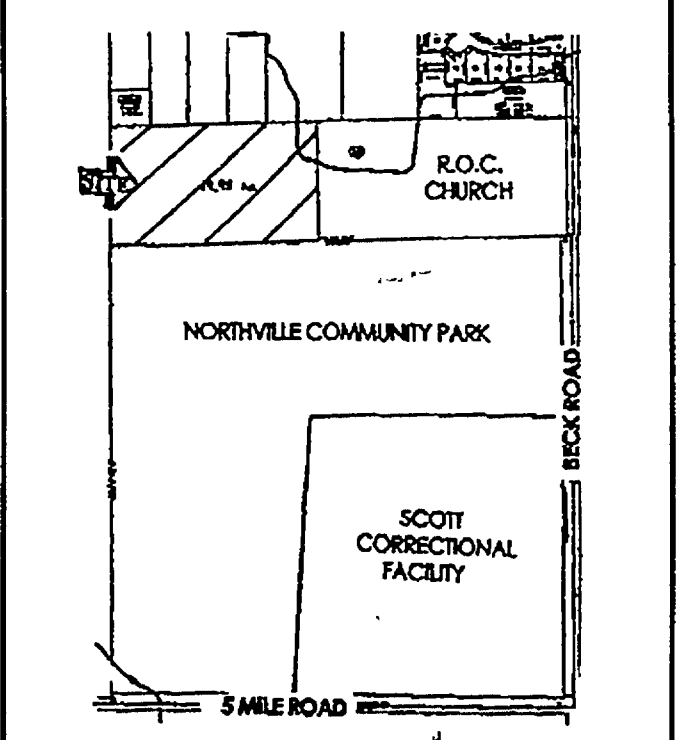 SITE
R.O.C.
CHURCH
NORTHVILLE COMMUNITY PARK
BECK ROAD
SCOTT
CORRECTIONAL
FACILITY
5 MILE ROAD